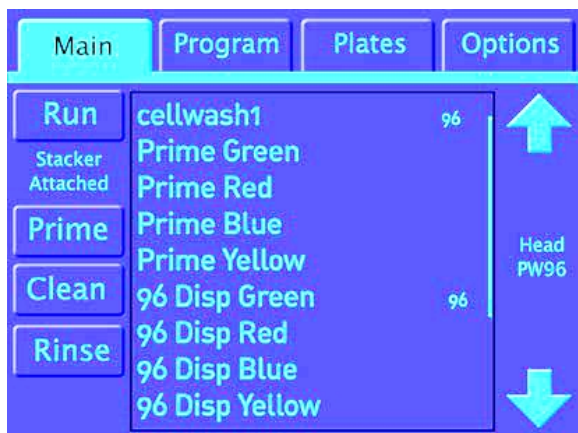 Main Program Plates Options
Run
Stacker
Attached
Prime
Clean
Rinse
cellwash1 96
Prime Green
Prime Red
Prime Blue
Prime Yellow
96 Disp Green 96
96 Disp Red
96 Disp Blue
96 Disp Yellow
Head
PW96